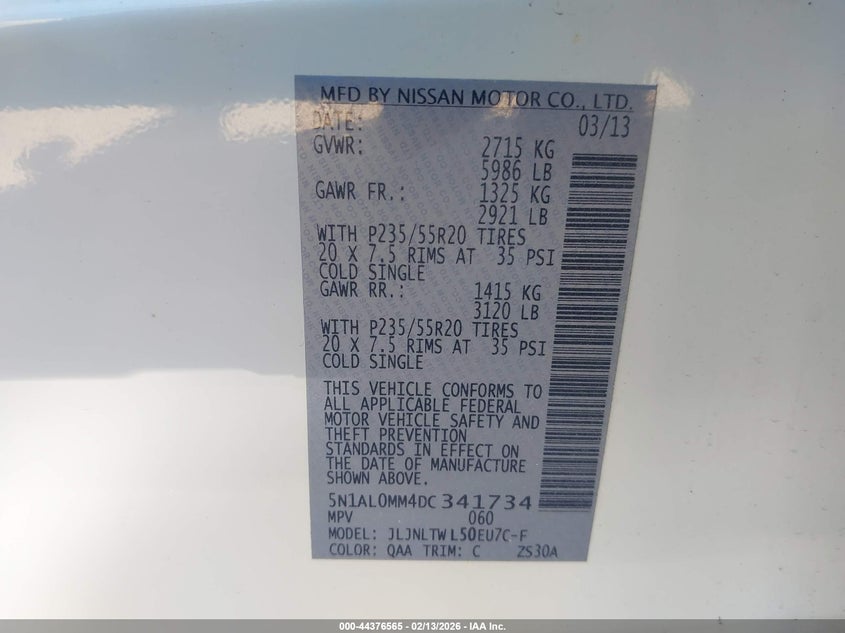 MFD BY NISSAN MOTOR CO., LTD.
DATE: 03/13
GVWR: 2715 KG
5986 LB
GAWR FR.: 1325 KG
2921 LB
WITH P235/55R20 TIRES
20 X 7.5 RIMS AT 35 PSI
COLD SINGLE
GAWR RR.: 1415 KG
3120 LB
WITH P235/55R20 TIRES
20 X 7.5 RIMS AT 35 PSI
COLD SINGLE
THIS VEHICLE CONFORMS TO
ALL APPLICABLE FEDERAL
MOTOR VEHICLE SAFETY AND
THEFT PREVENTION
STANDARDS IN EFFECT ON
THE DATE OF MANUFACTURE
SHOWN ABOVE.
5N1AL0MM4DC341734
MPV 060
MODEL: JLJNLTWL50EU7C-F
COLOR: QAA TRIM: C ZS30A
000-44376565 — 02/13/2026 — IAA Inc.